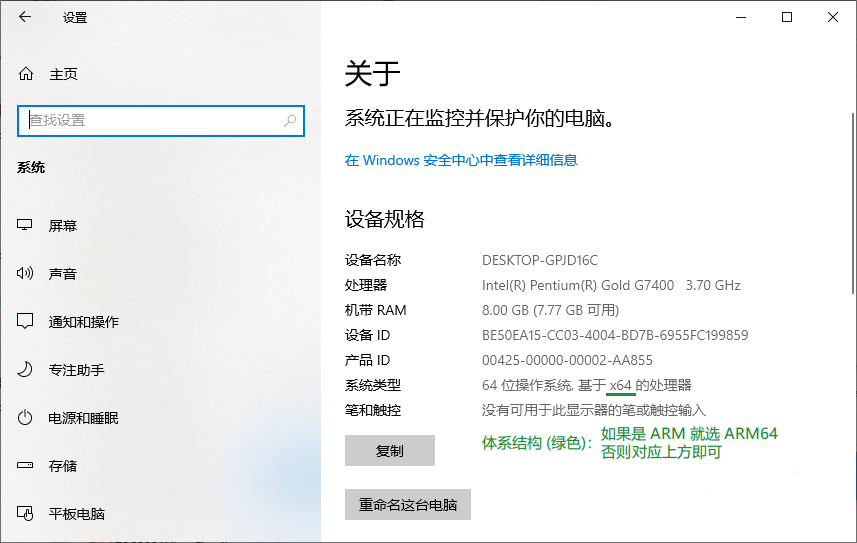 设置
主页
查找设置
系统
屏幕
声音
通知和操作
专注助手
电源和睡眠
存储
平板电脑
关于
系统正在监控并保护你的电脑。
在 Windows 安全中心中查看详细信息
设备规格
设备名称 DESKTOP-GPJD16C
处理器 Intel(R) Pentium(R) Gold G7400 3.70 GHz
机带 RAM 8.00 GB (7.77 GB 可用)
设备 ID BE50EA15-CC03-4004-BD7B-6955FC199859
产品 ID 00425-00000-00002-AA855
系统类型 64 位操作系统, 基于 x64 的处理器
笔和触控 没有可用于此显示器的笔或触控输入
体系结构 (绿色)： 如果是 ARM 就选 ARM64
否则对应上方即可
复制
重命名这台电脑